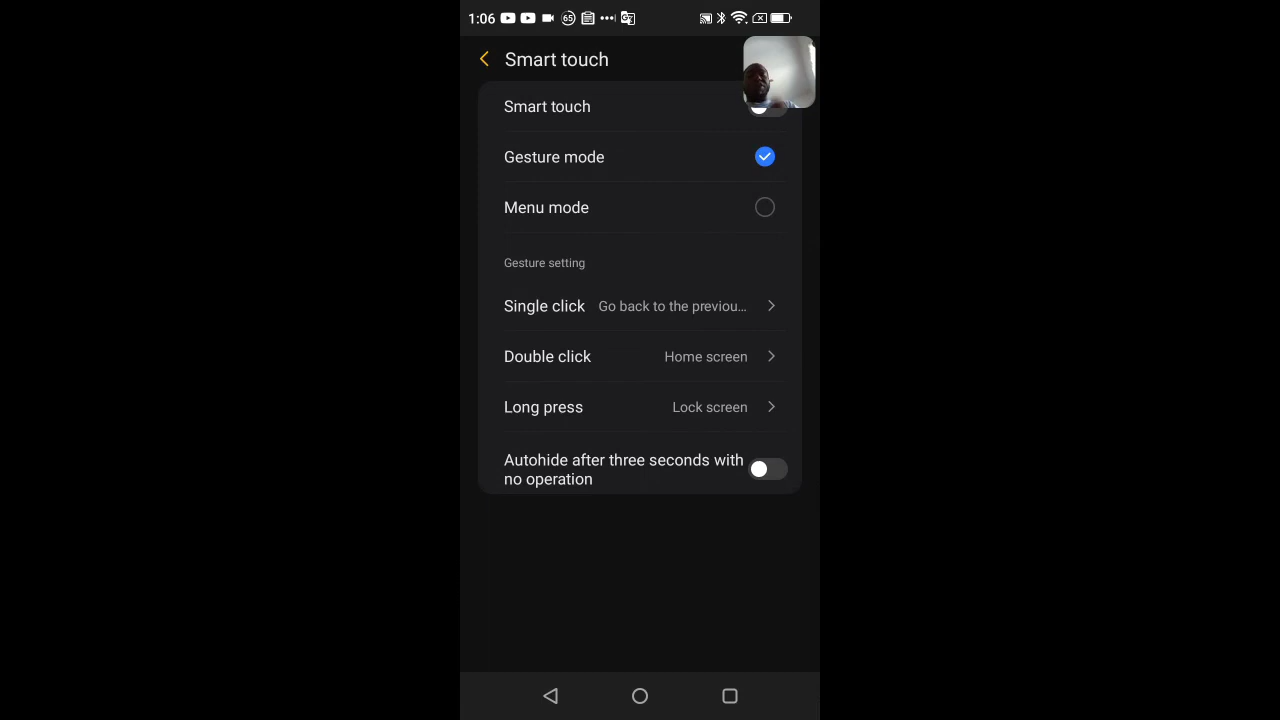 1:06 65
Smart touch
Smart touch
Gesture mode
Menu mode
Gesture setting
Single click Go back to the previou...
Double click Home screen
Long press Lock screen
Autohide after three seconds with
no operation